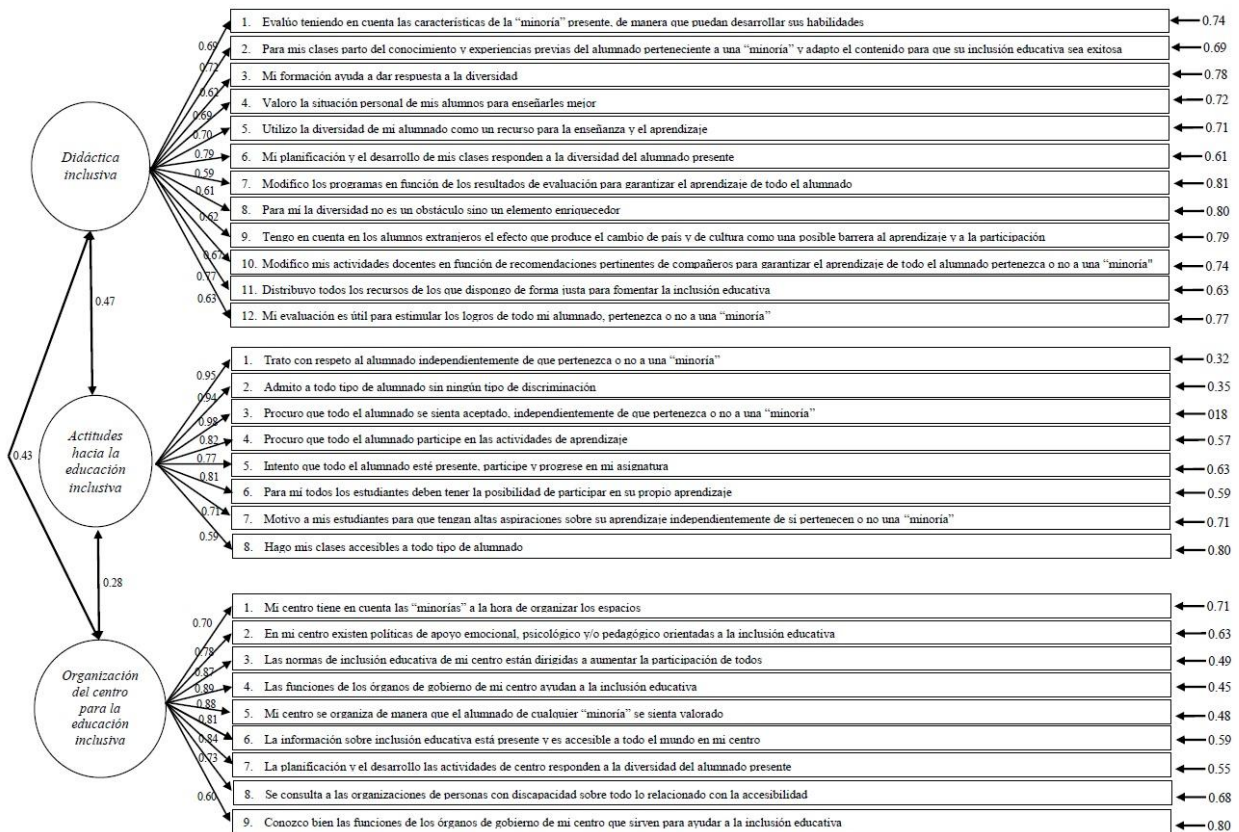 1. Evalúo teniendo en cuenta las características de la “minoría” presente, de manera que puedan desarrollar sus habilidades
0.74
0.69
2. Para mis clases parto del conocimiento y experiencias previas del alumnado perteneciente a una “minoría” y adapto el contenido para que su inclusión educativa sea exitosa
0.69
0.72
3. Mi formación ayuda a dar respuesta a la diversidad
0.78
0.62
4. Valoro la situación personal de mis alumnos para enseñarles mejor
0.72
0.69
5. Utilizo la diversidad de mi alumnado como un recurso para la enseñanza y el aprendizaje
0.71
0.70
Didáctica
inclusiva
6. Mi planificación y el desarrollo de mis clases responden a la diversidad del alumnado presente
0.61
0.79
7. Modifico los programas en función de los resultados de evaluación para garantizar el aprendizaje de todo el alumnado
0.81
0.59
8. Para mí la diversidad no es un obstáculo sino un elemento enriquecedor
0.80
0.61
9. Tengo en cuenta en los alumnos extranjeros el efecto que produce el cambio de país y de cultura como una posible barrera al aprendizaje y a la participación
0.79
0.62
10. Modifico mis actividades docentes en función de recomendaciones pertinentes de compañeros para garantizar el aprendizaje de todo el alumnado pertenezca o no a una “minoría"
0.74
0.67
11. Distribuyo todos los recursos de los que dispongo de forma justa para fomentar la inclusión educativa
0.63
0.77
12. Mi evaluación es útil para estimular los logros de todo mi alumnado, pertenezca o no a una “minoría”
0.77
0.63
0.47
1. Trato con respeto al alumnado independientemente de que pertenezca o no a una “minoría”
0.32
0.95
2. Admito a todo tipo de alumnado sin ningún tipo de discriminación
0.35
0.94
3. Procuro que todo el alumnado se sienta aceptado, independientemente de que pertenezca o no a una “minoría”
018
0.98
4. Procuro que todo el alumnado participe en las actividades de aprendizaje
0.57
0.82
0.43
Actitudes
hacia la
educación
inclusiva
5. Intento que todo el alumnado esté presente, participe y progrese en mi asignatura
0.63
0.77
6. Para mí todos los estudiantes deben tener la posibilidad de participar en su propio aprendizaje
0.59
0.81
7. Motivo a mis estudiantes para que tengan altas aspiraciones sobre su aprendizaje independientemente de si pertenecen o no una “minoría”
0.71
0.71
8. Hago mis clases accesibles a todo tipo de alumnado
0.80
0.59
0.28
1. Mi centro tiene en cuenta las “minorías” a la hora de organizar los espacios
0.71
0.70
2. En mi centro existen políticas de apoyo emocional, psicológico y/o pedagógico orientadas a la inclusión educativa
0.63
0.78
3. Las normas de inclusión educativa de mi centro están dirigidas a aumentar la participación de todos
0.49
0.87
4. Las funciones de los órganos de gobierno de mi centro ayudan a la inclusión educativa
0.45
0.89
Organización
del centro
para la
educación
inclusiva
5. Mi centro se organiza de manera que el alumnado de cualquier “minoría” se sienta valorado
0.48
0.88
6. La información sobre inclusión educativa está presente y es accesible a todo el mundo en mi centro
0.59
0.81
7. La planificación y el desarrollo las actividades de centro responden a la diversidad del alumnado presente
0.55
0.84
8. Se consulta a las organizaciones de personas con discapacidad sobre todo lo relacionado con la accesibilidad
0.68
0.73
9. Conozco bien las funciones de los órganos de gobierno de mi centro que sirven para ayudar a la inclusión educativa
0.80
0.60